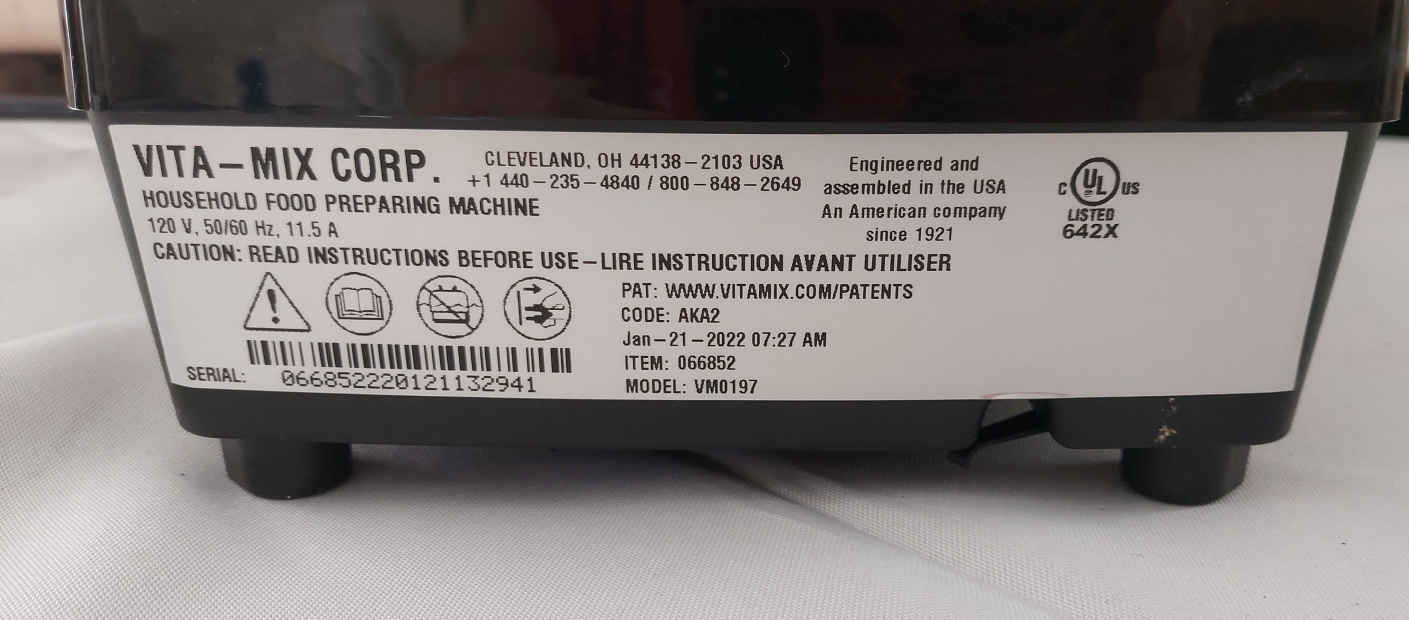 VITA-MIX CORP.
CLEVELAND, OH 44138-2103 USA
+1 440-235-4840 / 800-848-2649
HOUSEHOLD FOOD PREPARING MACHINE
120 V, 50/60 Hz, 11.5 A
Engineered and
assembled in the USA
An American company
since 1921
C UL US
LISTED
642X
CAUTION: READ INSTRUCTIONS BEFORE USE-LIRE INSTRUCTION AVANT UTILISER
PAT: WWW.VITAMIX.COM/PATENTS
CODE: AKA2
Jan-21-2022 07:27 AM
ITEM: 066852
MODEL: VM0197
SERIAL: 066852220121132941